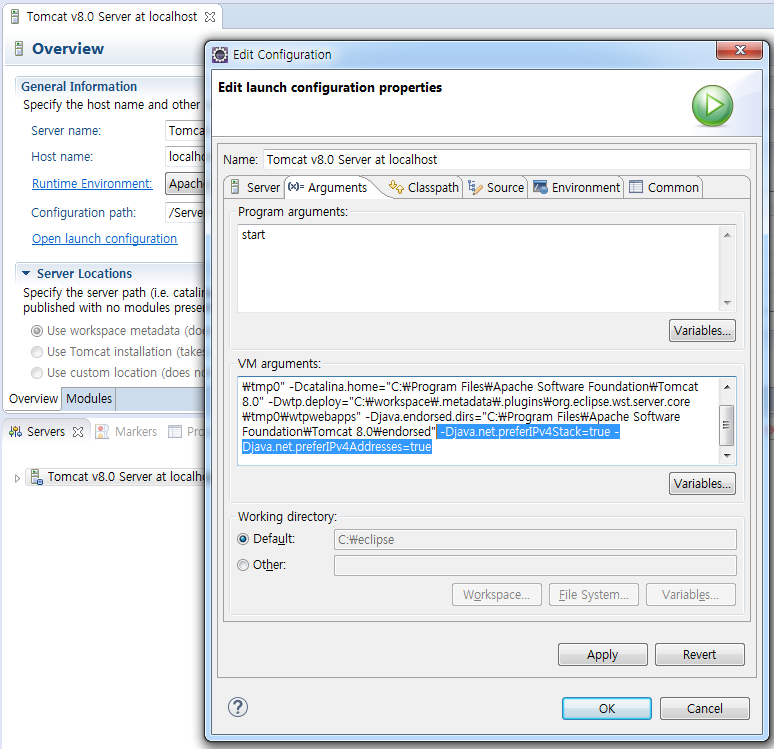 Tomcat v8.0 Server at localhost
Overview
General Information
Specify the host name and other
Server name:
Tomca
Host name:
localho
Runtime Environment:
Apache
Configuration path:
/Server
Open launch configuration
Server Locations
Specify the server path (i.e. catalin
published with no modules presen
Use workspace metadata (doe
Use Tomcat installation (takes
Use custom location (does no
Overview
Modules
Servers
Markers
Pro
Tomcat v8.0 Server at localho
Edit Configuration
Edit launch configuration properties
Name:
Tomcat v8.0 Server at localhost
Server
(x)= Arguments
Classpath
Source
Environment
Common
Program arguments:
start
Variables...
VM arguments:
₩tmp0" -Dcatalina.home="C:₩Program Files₩Apache Software Foundation₩Tomcat
8.0" -Dwtp.deploy="C:₩workspace₩.metadata₩.plugins₩org.eclipse.wst.server.core
₩tmp0₩wtpwebapps" -Djava.endorsed.dirs="C:₩Program Files₩Apache Software
Foundation₩Tomcat 8.0₩endorsed" -Djava.net.preferIPv4Stack=true -
Djava.net.preferIPv4Addresses=true
Variables...
Working directory:
Default:
C:₩eclipse
Other:
Workspace...
File System...
Variables...
Apply
Revert
OK
Cancel